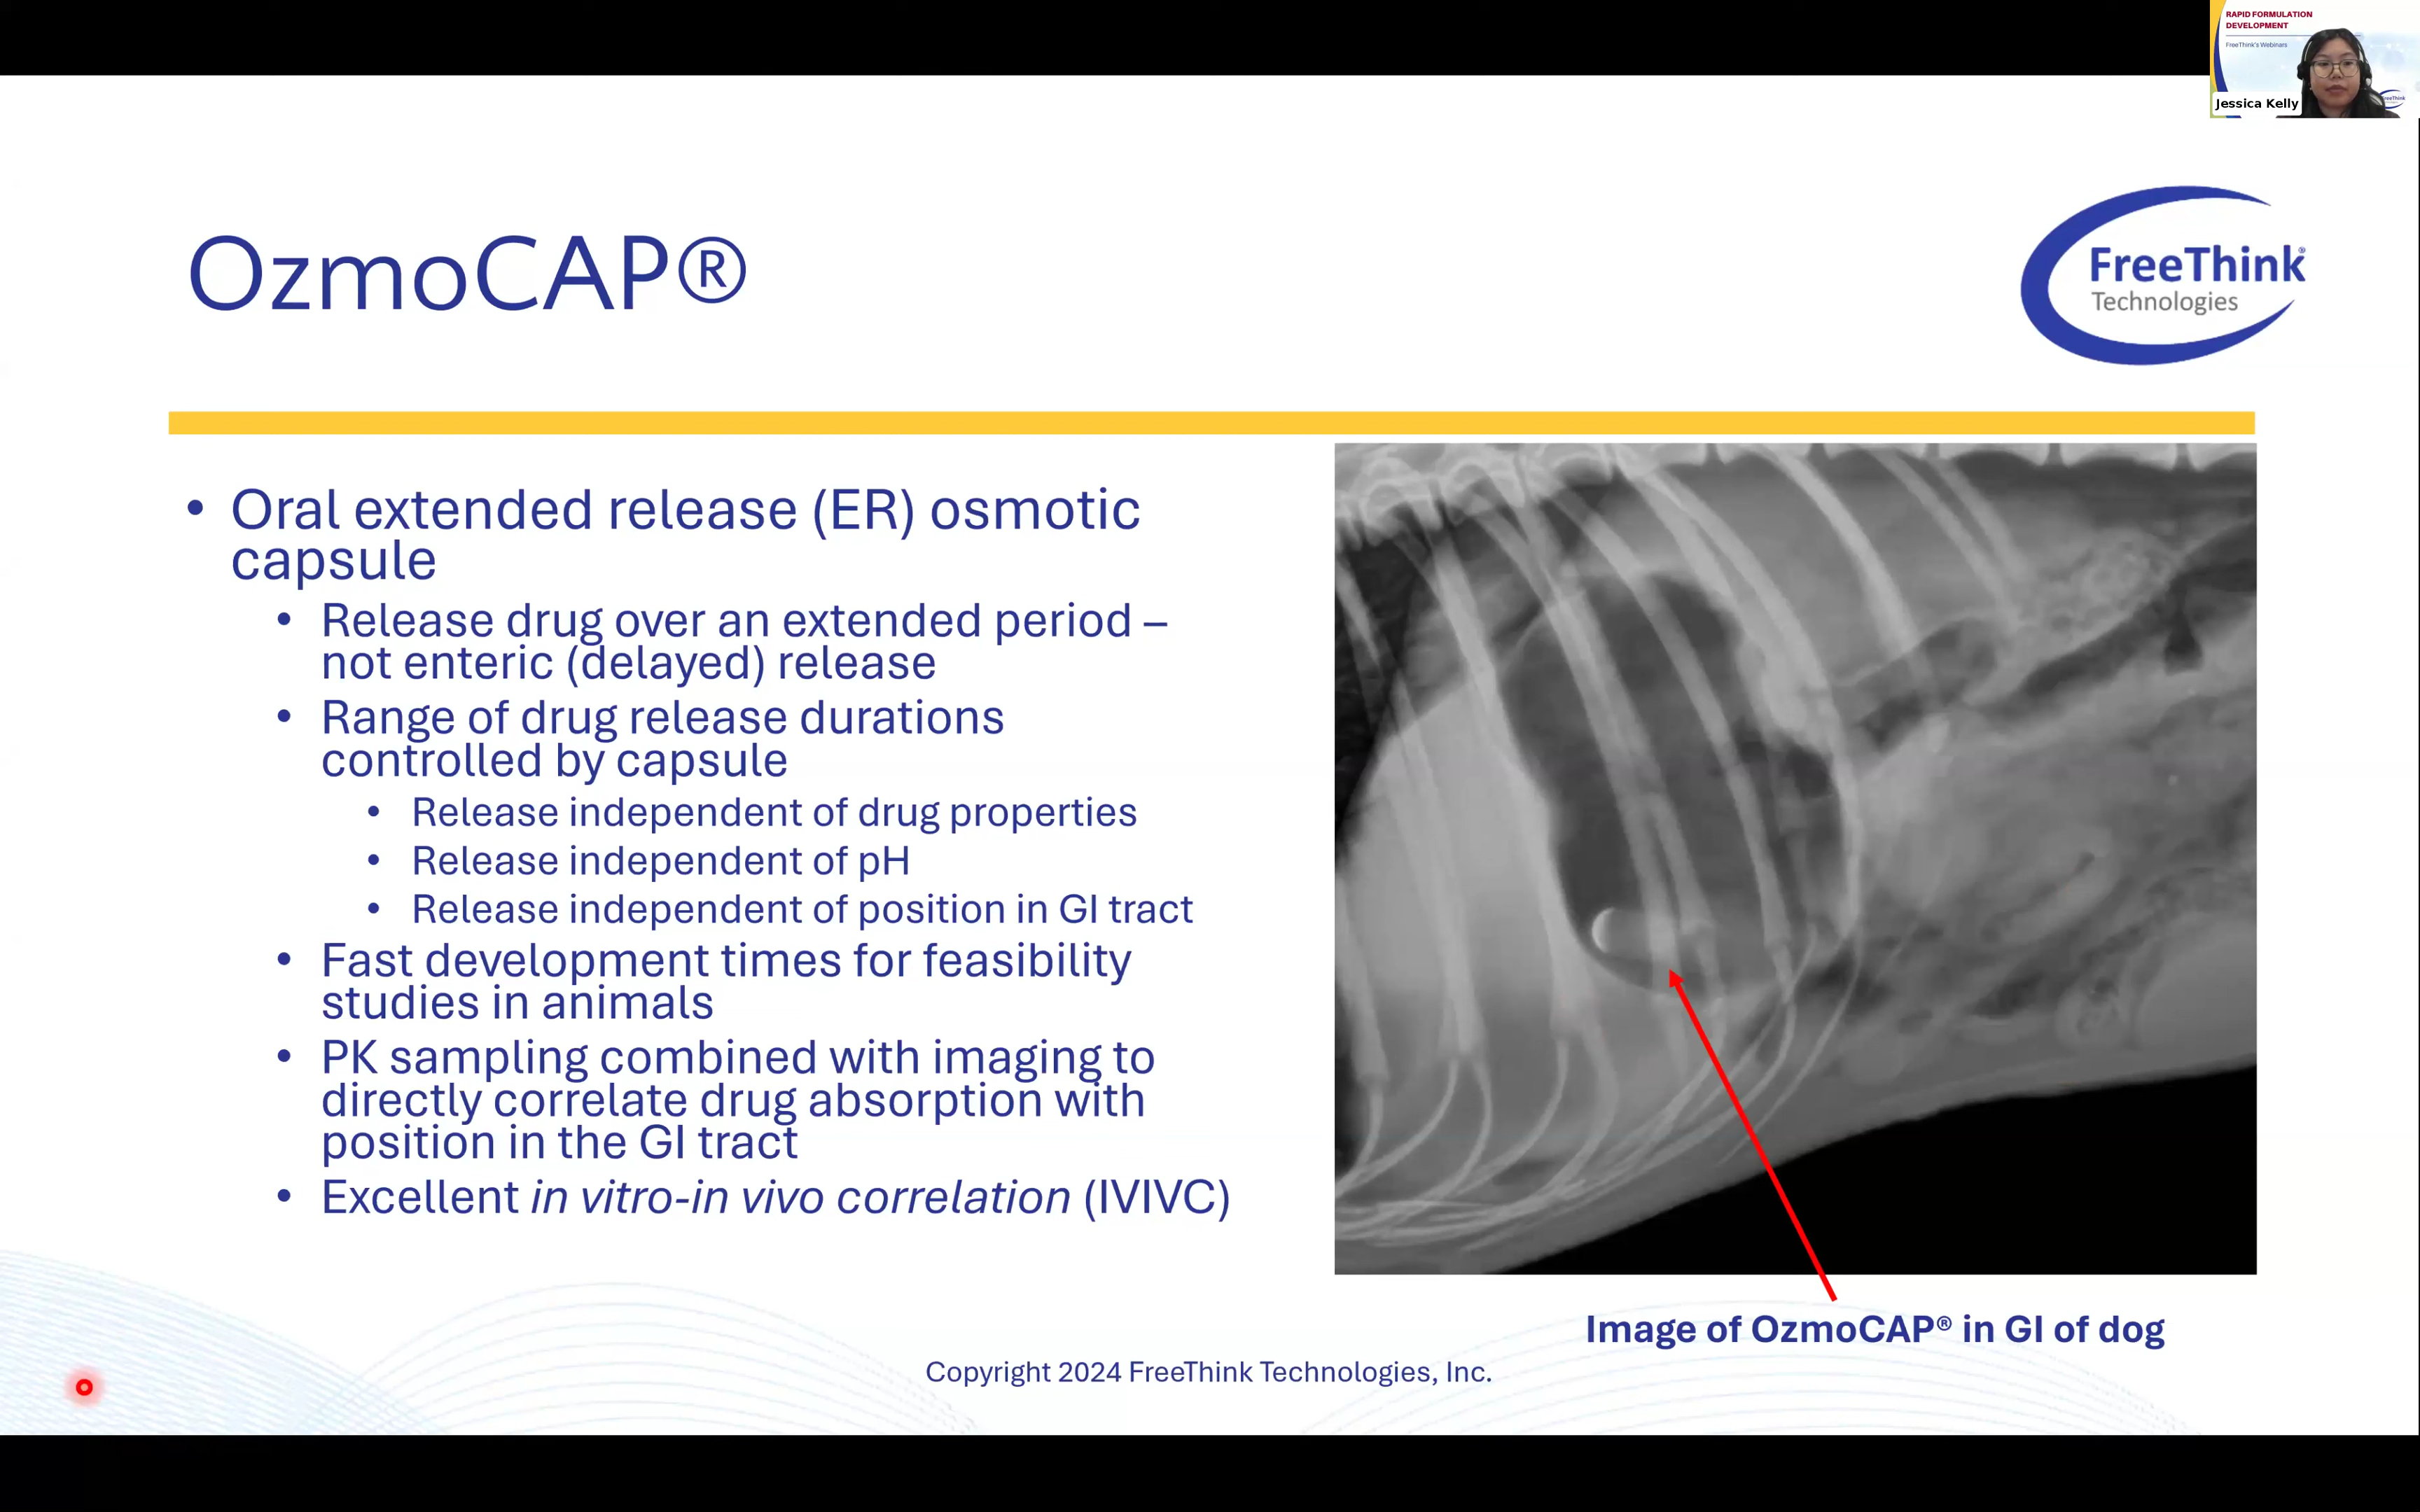 RAPID FORMULATION
DEVELOPMENT
FreeThink's Webinars
Jessica Kelly
FreeThink
OzmoCAP®
FreeThink®
Technologies
• Oral extended release (ER) osmotic
capsule
• Release drug over an extended period –
not enteric (delayed) release
• Range of drug release durations
controlled by capsule
• Release independent of drug properties
• Release independent of pH
• Release independent of position in GI tract
• Fast development times for feasibility
studies in animals
• PK sampling combined with imaging to
directly correlate drug absorption with
position in the GI tract
• Excellent in vitro-in vivo correlation (IVIVC)
Image of OzmoCAP® in GI of dog
Copyright 2024 FreeThink Technologies, Inc.